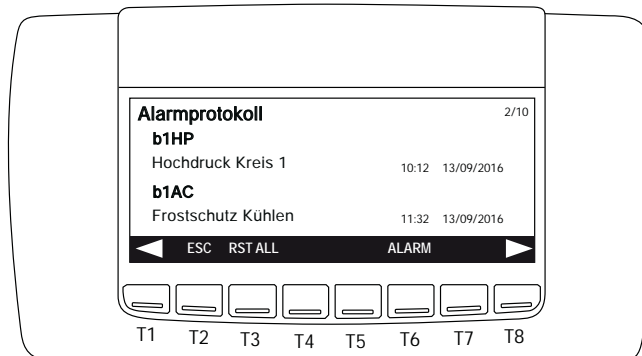 Alarmprotokoll 2/10
b1HP
Hochdruck Kreis 1 10:12 13/09/2016
b1AC
Frostschutz Kühlen 11:32 13/09/2016
ESC RST ALL ALARM
T1 T2 T3 T4 T5 T6 T7 T8